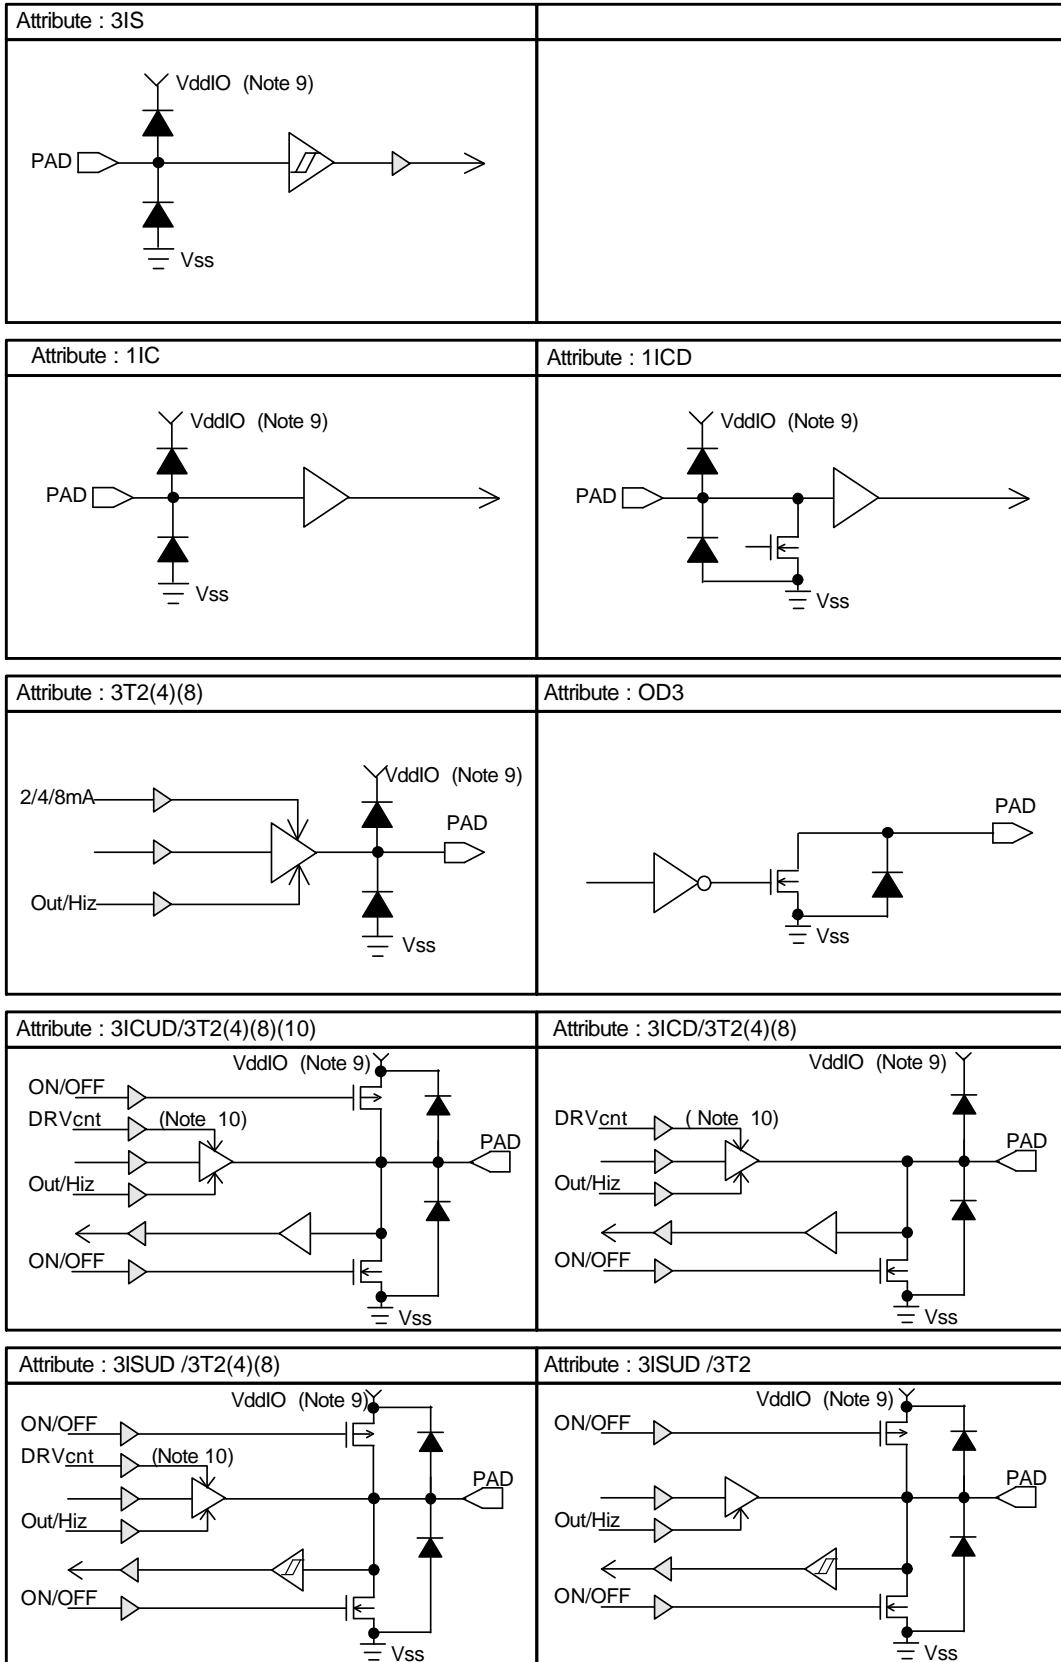 Attribute : 3IS
VddIO (Note 9)
PAD
Vss
Attribute : 1IC
VddIO (Note 9)
PAD
Vss
Attribute : 1ICD
VddIO (Note 9)
PAD
Vss
Attribute : 3T2(4)(8)
VddIO (Note 9)
2/4/8mA
PAD
Out/Hiz
Vss
Attribute : OD3
PAD
Vss
Attribute : 3ICUD/3T2(4)(8)(10)
VddIO (Note 9)
ON/OFF
DRVcnt (Note 10)
PAD
Out/Hiz
ON/OFF
Vss
Attribute : 3ICD/3T2(4)(8)
VddIO (Note 9)
DRVcnt ( Note 10)
PAD
Out/Hiz
ON/OFF
Vss
Attribute : 3ISUD /3T2(4)(8)
VddIO (Note 9)
ON/OFF
DRVcnt (Note 10)
PAD
Out/Hiz
ON/OFF
Vss
Attribute : 3ISUD /3T2
VddIO (Note 9)
ON/OFF
PAD
Out/Hiz
ON/OFF
Vss